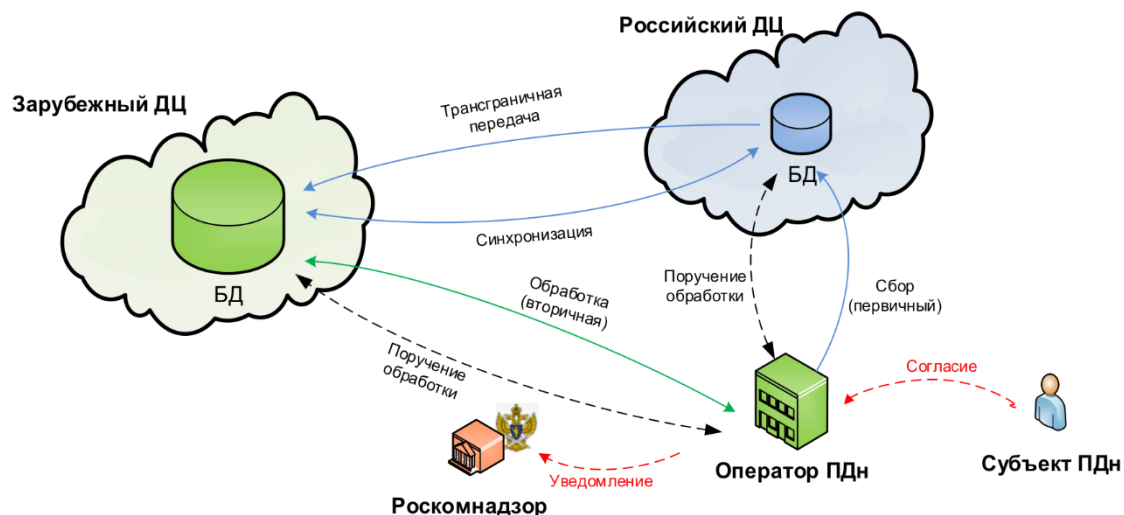 Российский ДЦ
Зарубежный ДЦ
Трансграничная
передача
БД
Синхронизация
БД
Поручение
обработки
Сбор
(первичный)
Обработка
(вторичная)
Поручение
обработки
Согласие
Уведомление
Оператор ПДн
Субъект ПДн
Роскомнадзор